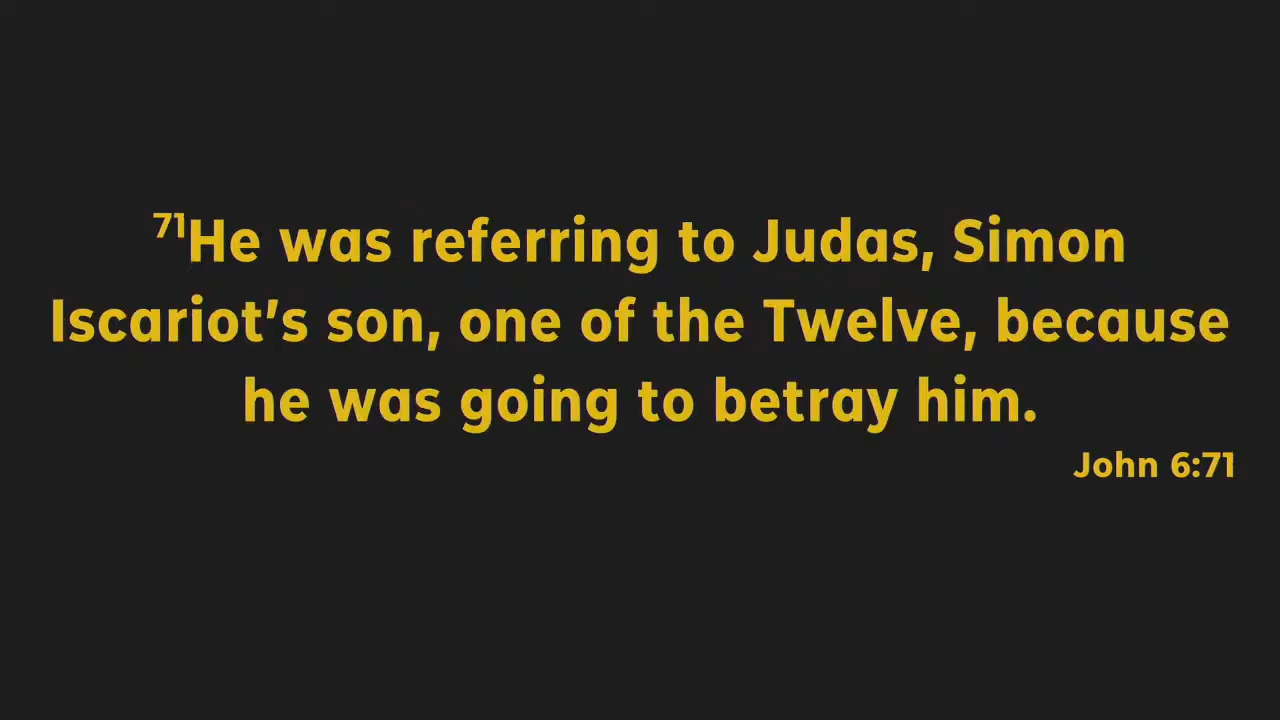 ⁷¹He was referring to Judas, Simon
Iscariot's son, one of the Twelve, because
he was going to betray him.
John 6:71